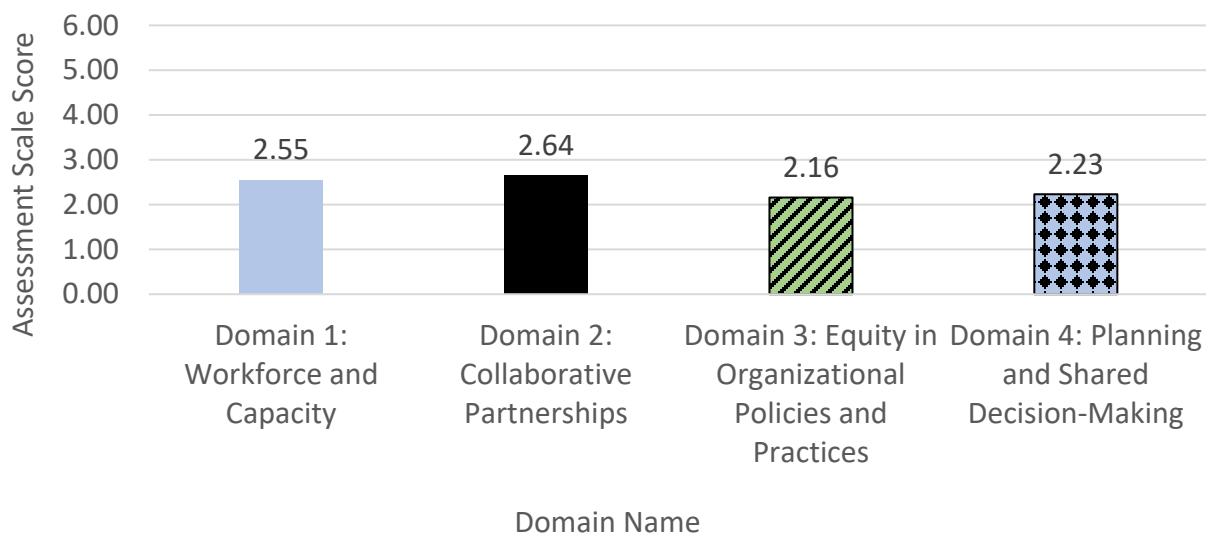 Assessment Scale Score
6.00
5.00
4.00
3.00
2.00
1.00
0.00
2.55
2.64
2.16
2.23
Domain 1:
Workforce and
Capacity
Domain 2:
Collaborative
Partnerships
Domain 3: Equity in
Organizational
Policies and
Practices
Domain 4: Planning
and Shared
Decision-Making
Domain Name